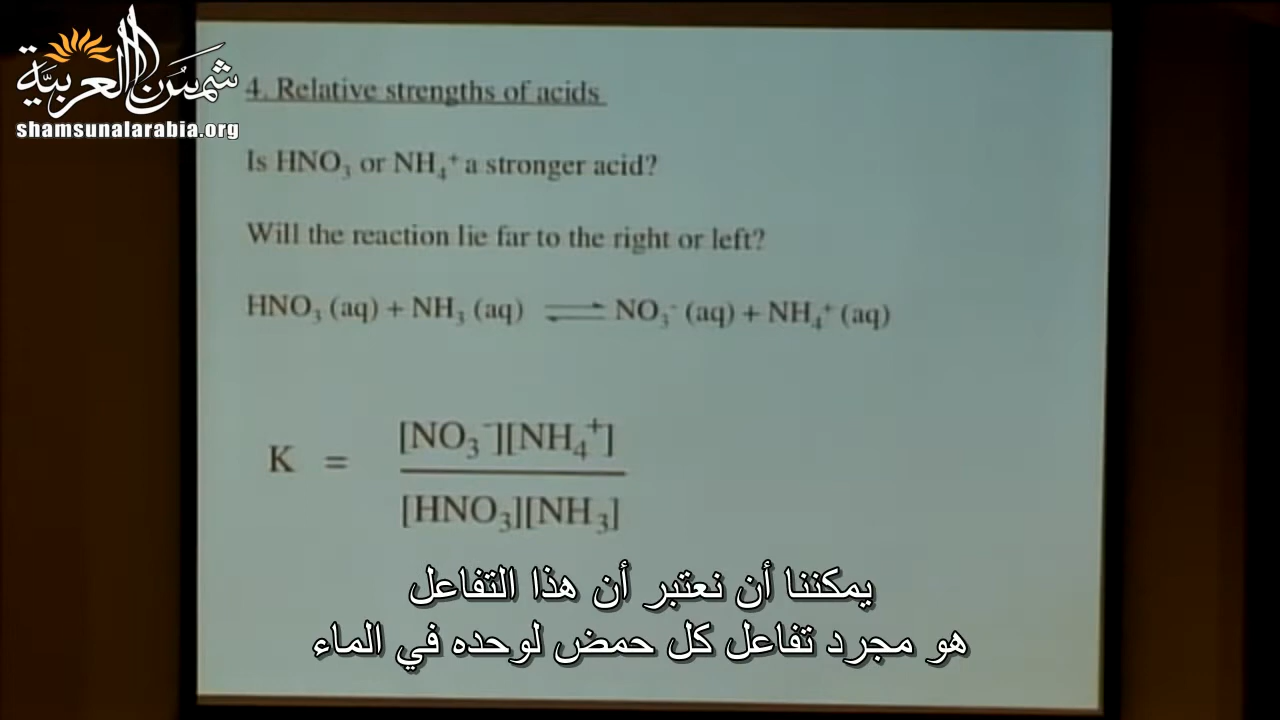 شمس العربية
shamsunalarabia.org
4. Relative strengths of acids
Is HNO₃ or NH₄⁺ a stronger acid?
Will the reaction lie far to the right or left?
HNO₃ (aq) + NH₃ (aq) ⇌ NO₃⁻ (aq) + NH₄⁺ (aq)
K = [NO₃⁻][NH₄⁺]
[HNO₃][NH₃]
يمكننا أن نعتبر أن هذا التفاعل
هو مجرد تفاعل كل حمض لوحده في الماء